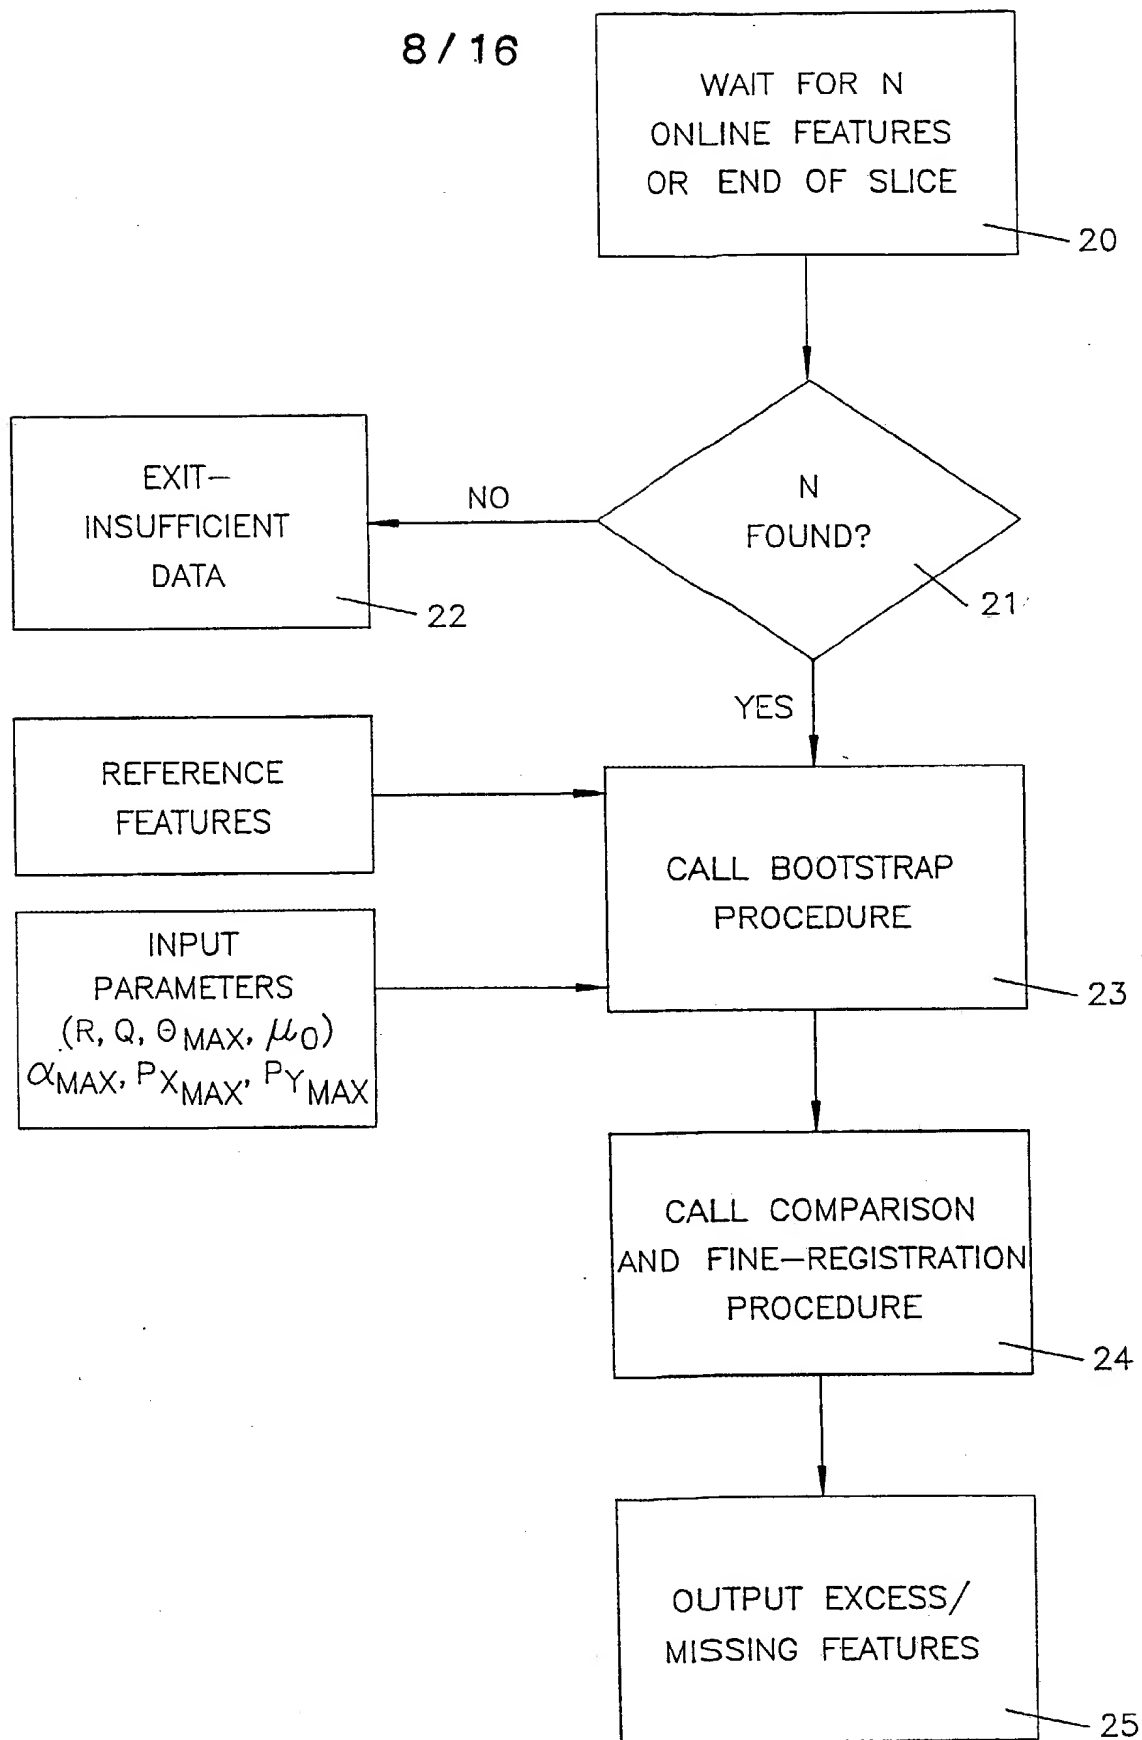 8/16
WAIT FOR N
ONLINE FEATURES
OR END OF SLICE
20
N
FOUND?
21
NO
EXIT—
INSUFFICIENT
DATA
22
YES
REFERENCE
FEATURES
INPUT
PARAMETERS
(R, Q, ΘMAX, μ0)
αMAX, PXMAX, PYMAX
CALL BOOTSTRAP
PROCEDURE
23
CALL COMPARISON
AND FINE—REGISTRATION
PROCEDURE
24
OUTPUT EXCESS/
MISSING FEATURES
25